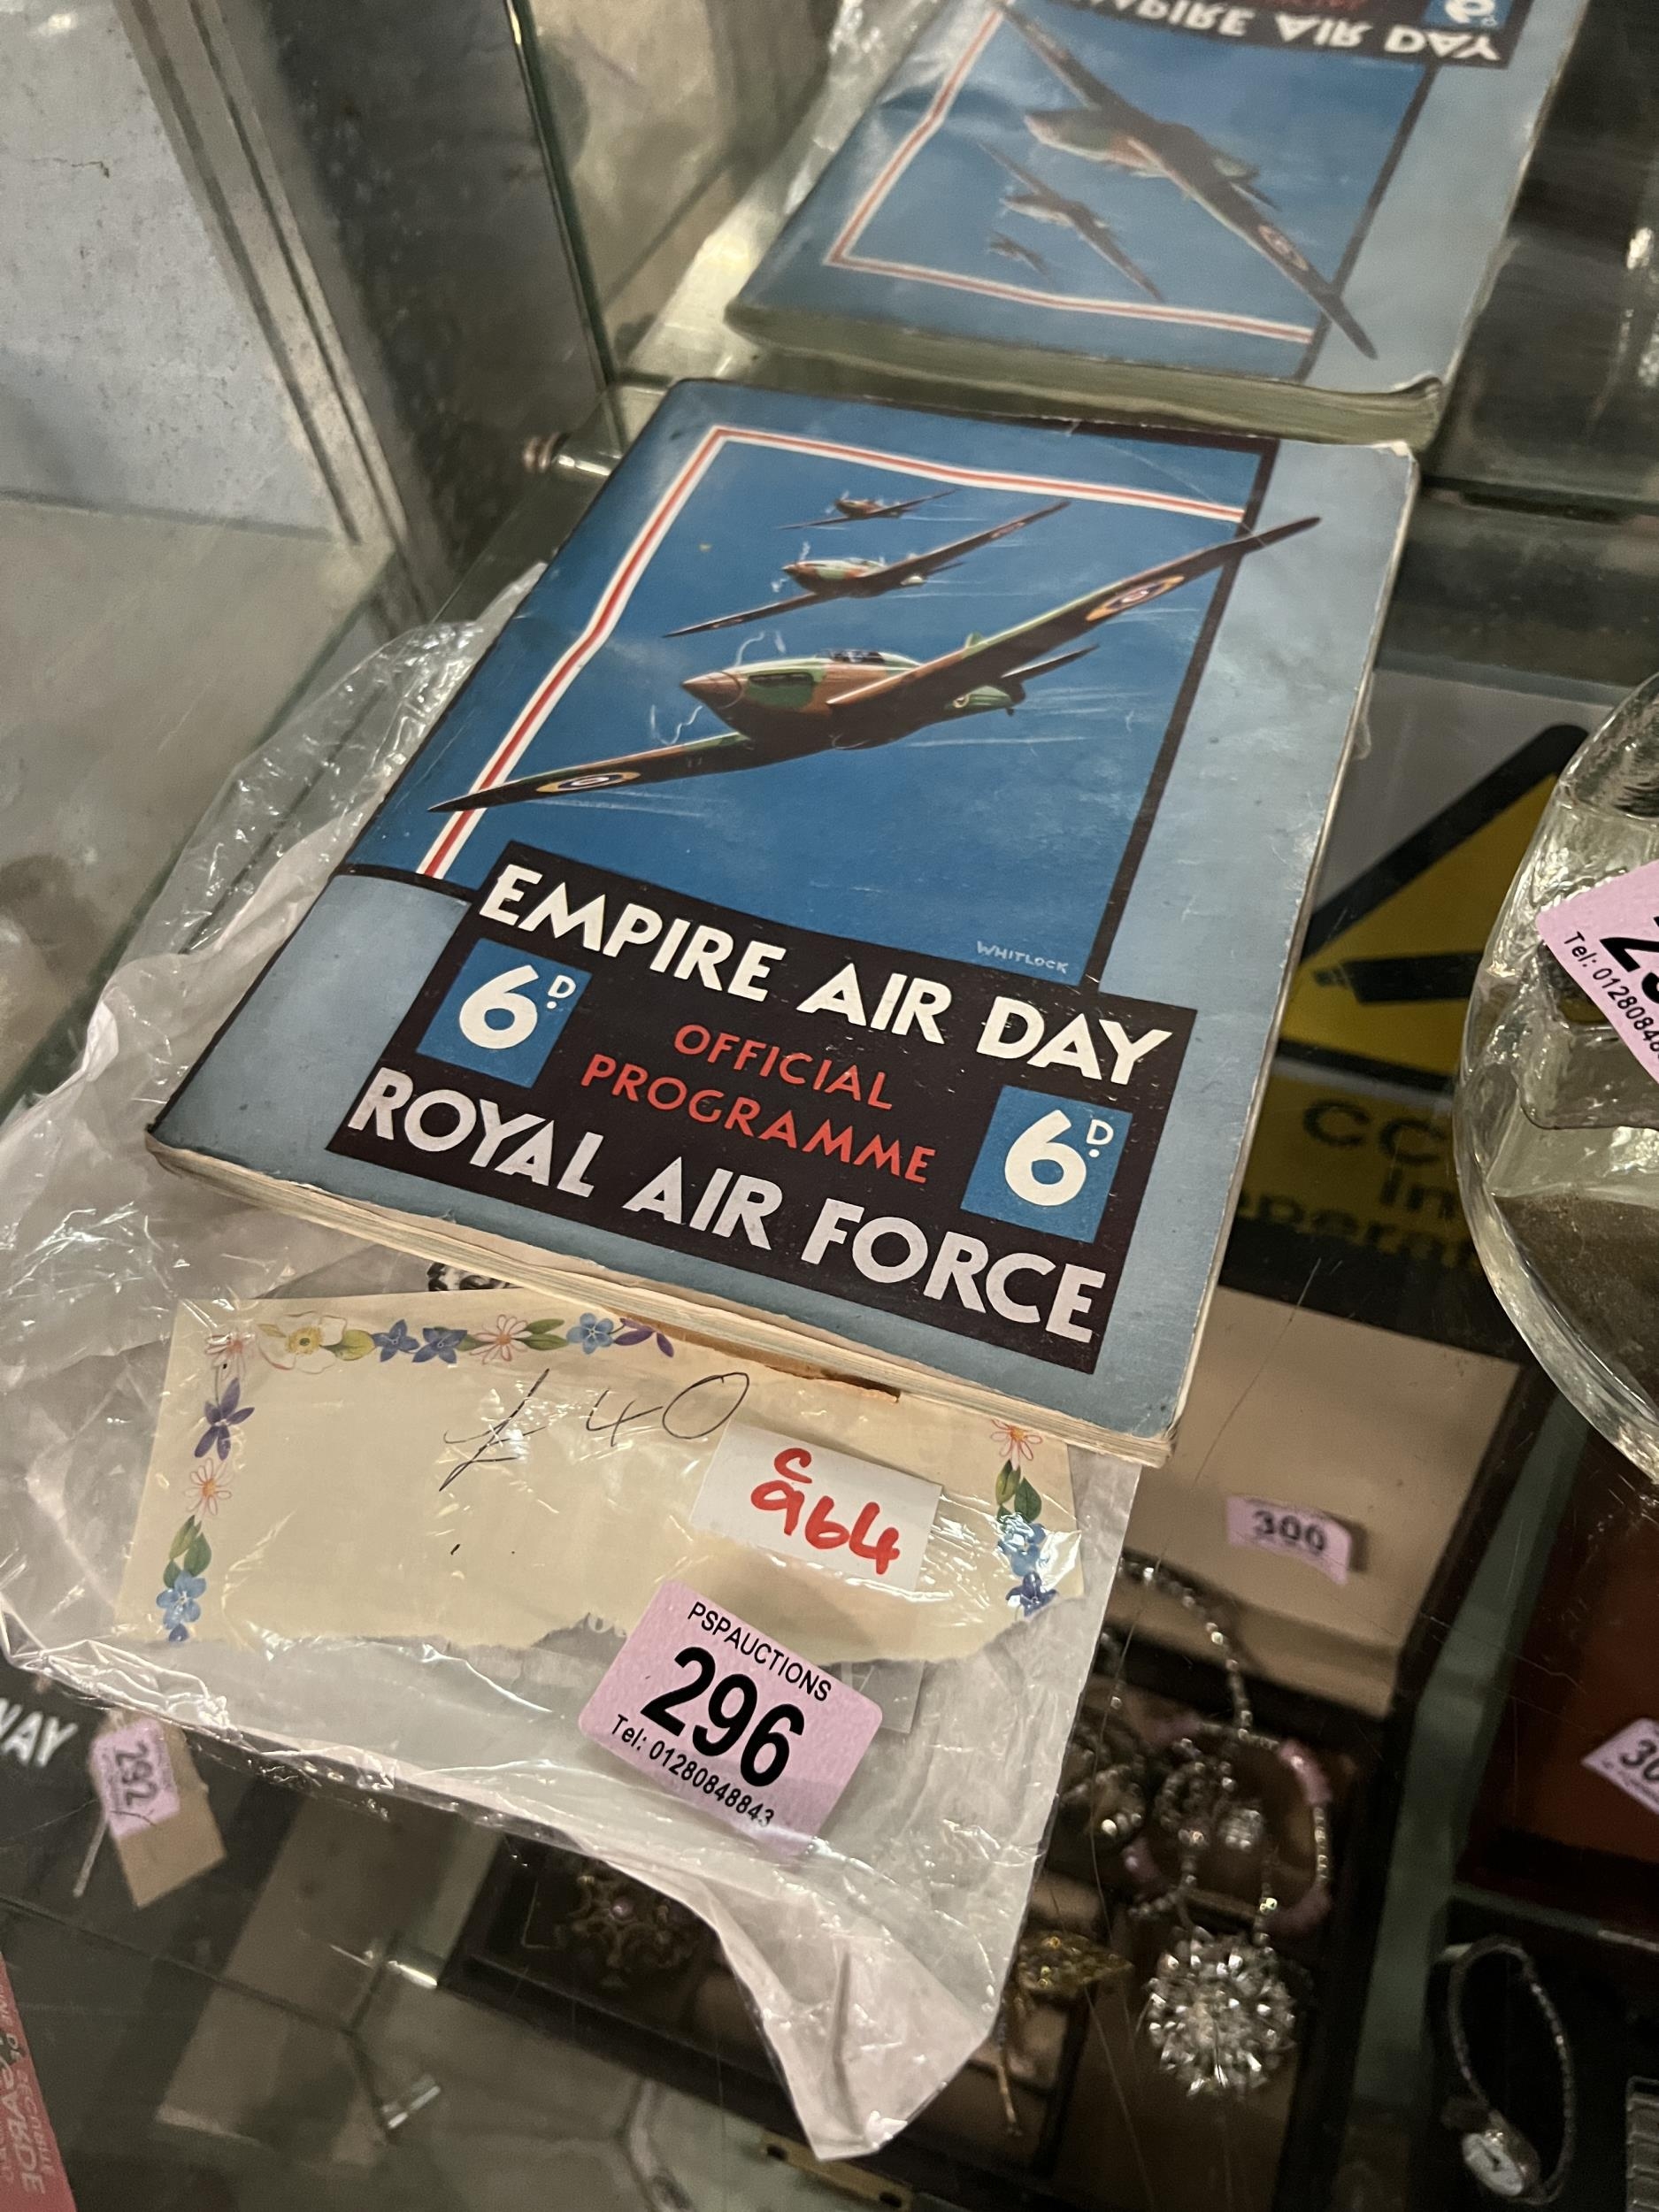 WHITLOCK
EMPIRE AIR DAY
6D.
OFFICIAL
PROGRAMME
6D.
ROYAL AIR FORCE
£40
C
964
PSPAUCTIONS
296
Tel: 01280848843
300
292
EMPIRE AIR DAY